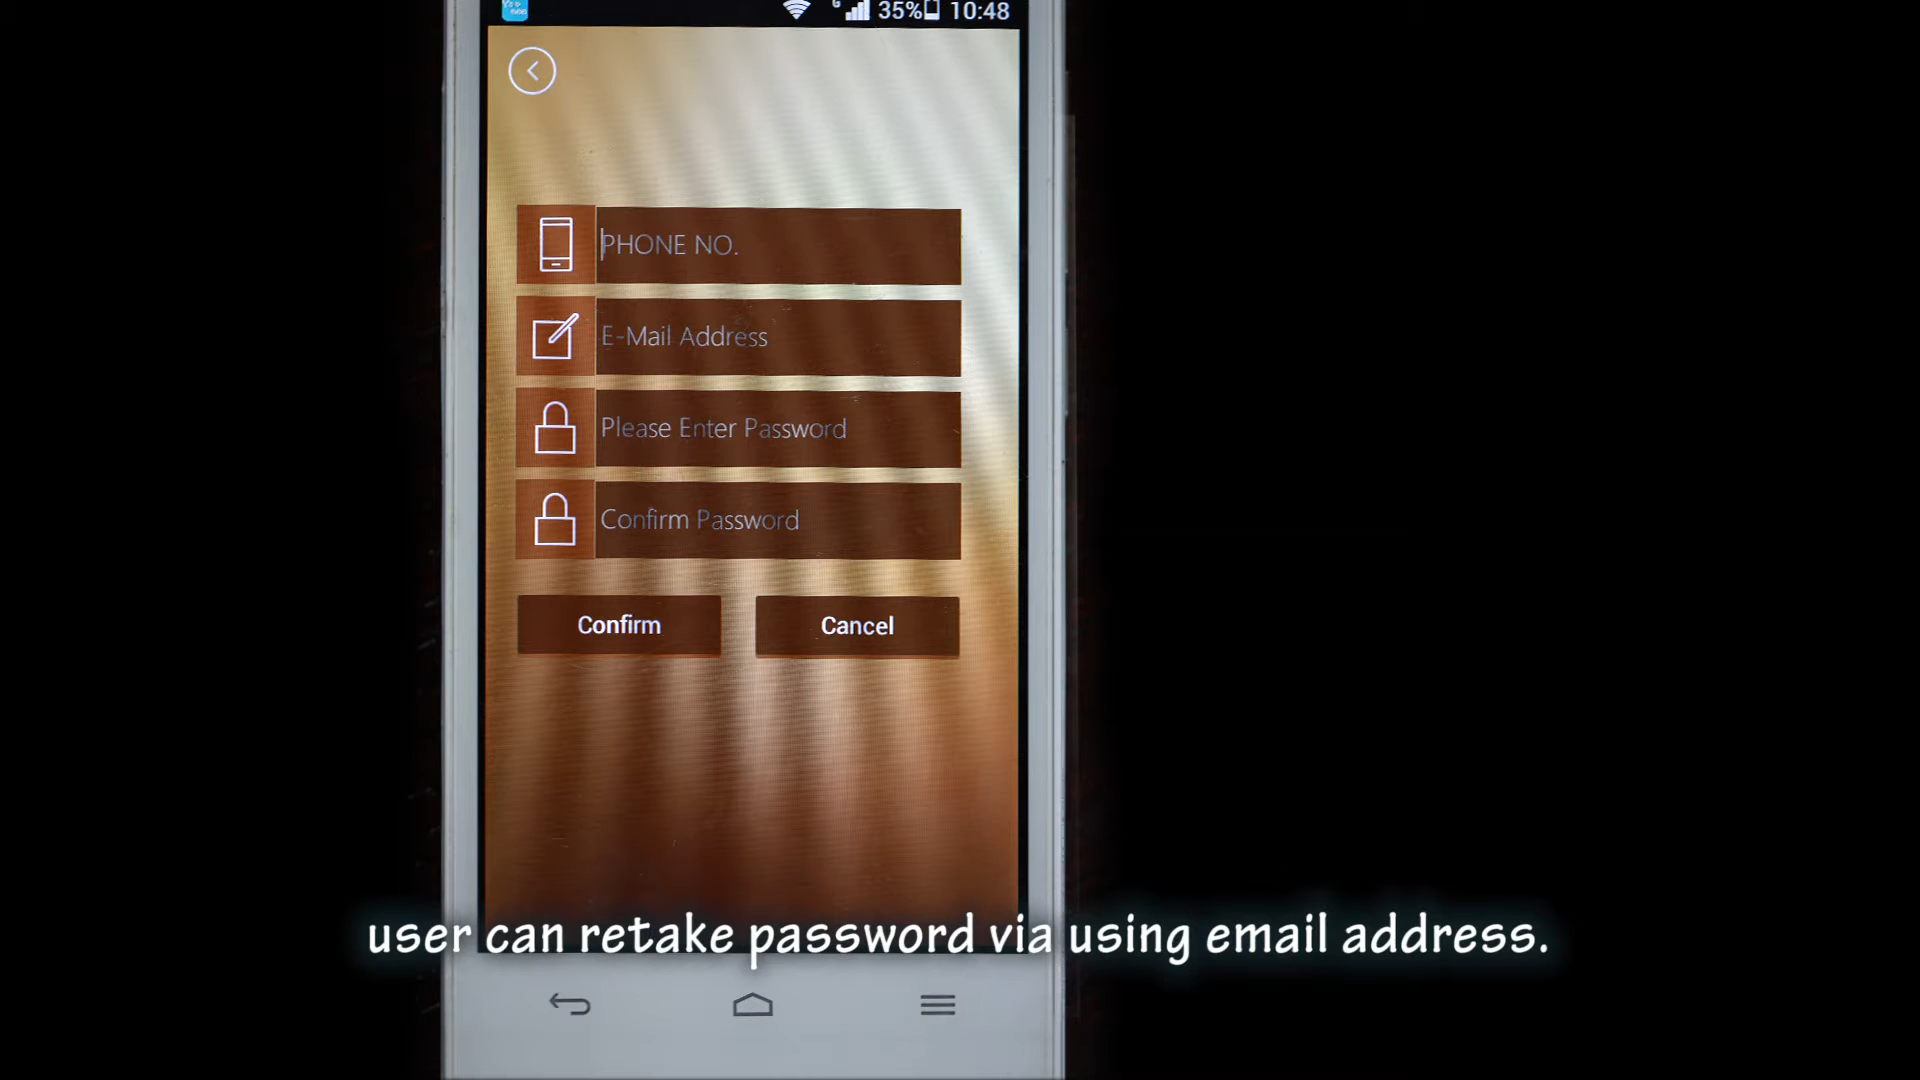 35% 10:48
PHONE NO.
E-Mail Address
Please Enter Password
Confirm Password
Confirm Cancel
user can retake password via using email address.